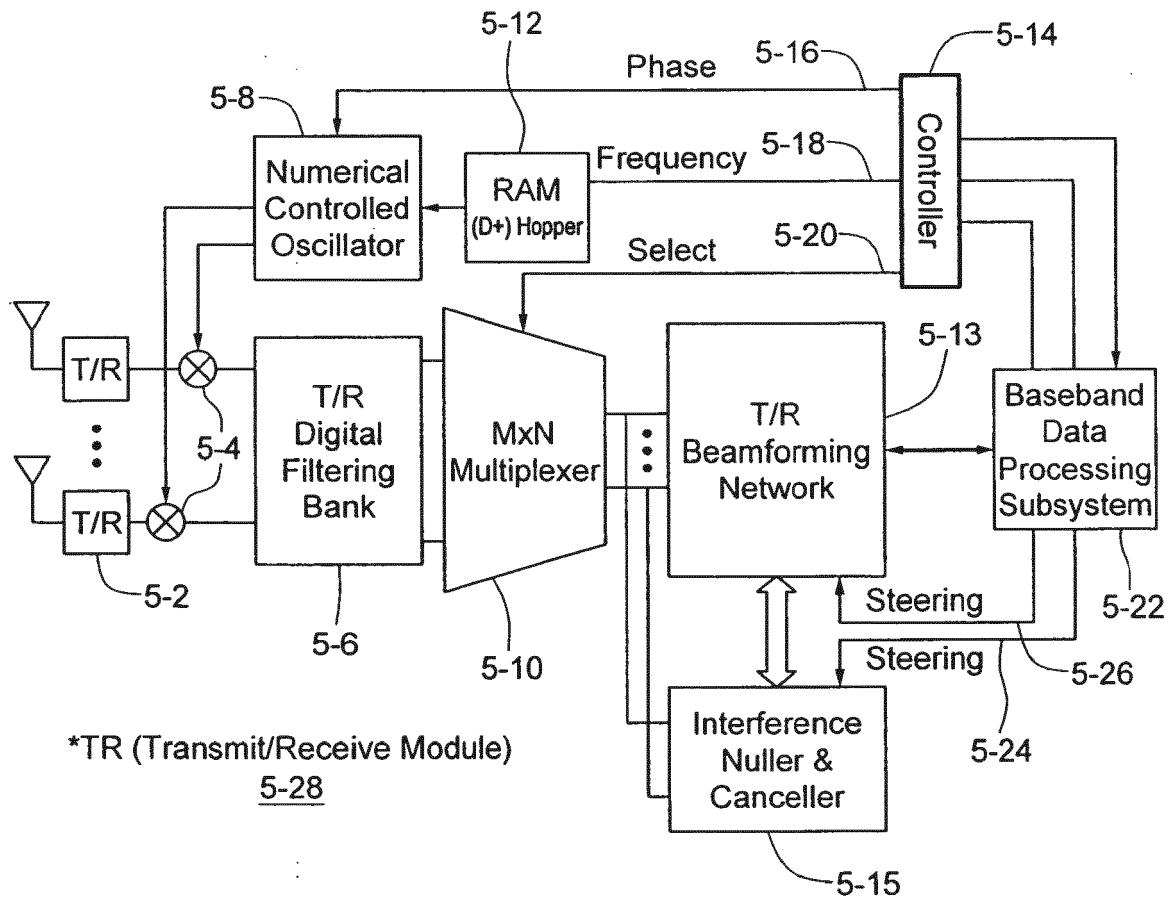 5-12
5-14
5-16
Phase
5-8
5-18
Frequency
Numerical
Controlled
Oscillator
RAM
(D+) Hopper
Controller
5-20
Select
5-13
T/R
T/R
Digital
Filtering
Bank
MxN
Multiplexer
T/R
Beamforming
Network
Baseband
Data
Processing
Subsystem
5-4
T/R
5-2
5-6
5-10
Steering
5-22
Steering
5-26
5-24
Interference
Nuller &
Canceller
*TR (Transmit/Receive Module)
5-28
5-15